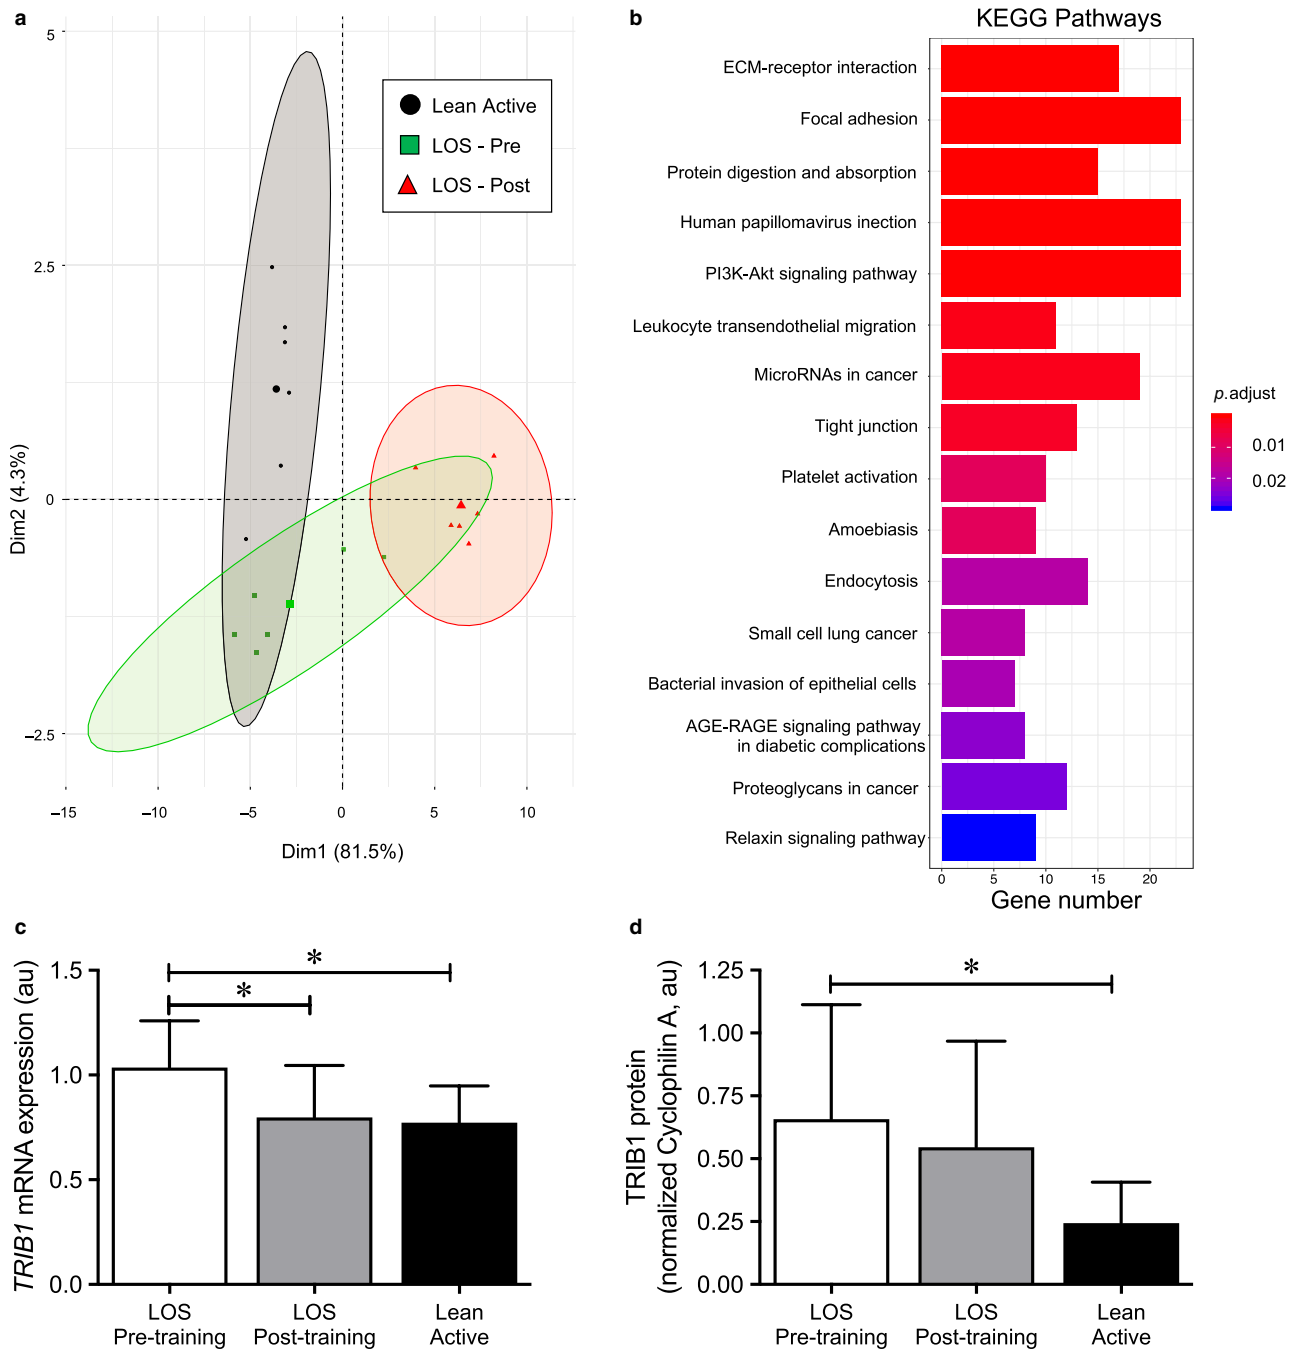 a
5
2.5
0
−2.5
Dim2 (4.3%)
Lean Active
LOS - Pre
LOS - Post
−15
−10
−5
0
5
10
Dim1 (81.5%)
b
KEGG Pathways
ECM-receptor interaction
Focal adhesion
Protein digestion and absorption
Human papillomavirus inection
PI3K-Akt signaling pathway
Leukocyte transendothelial migration
MicroRNAs in cancer
Tight junction
Platelet activation
Amoebiasis
Endocytosis
Small cell lung cancer
Bacterial invasion of epithelial cells
AGE-RAGE signaling pathway
in diabetic complications
Proteoglycans in cancer
Relaxin signaling pathway
0
5
10
15
20
Gene number
p.adjust
0.01
0.02
c
TRIB1 mRNA expression (au)
1.5
1.0
0.5
0.0
*
*
LOS
Pre-training
LOS
Post-training
Lean
Active
d
TRIB1 protein
(normalized Cyclophilin A, au)
1.25
1.00
0.75
0.50
0.25
0.00
*
LOS
Pre-training
LOS
Post-training
Lean
Active